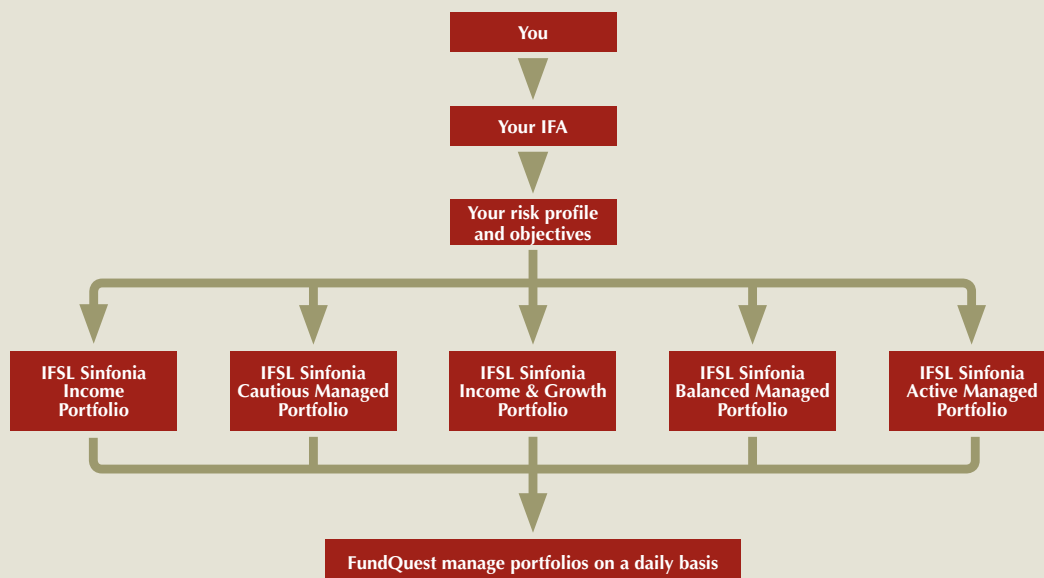 You
Your IFA
Your risk profile
and objectives
IFSL Sinfonia
Income
Portfolio
IFSL Sinfonia
Cautious Managed
Portfolio
IFSL Sinfonia
Income & Growth
Portfolio
IFSL Sinfonia
Balanced Managed
Portfolio
IFSL Sinfonia
Active Managed
Portfolio
FundQuest manage portfolios on a daily basis